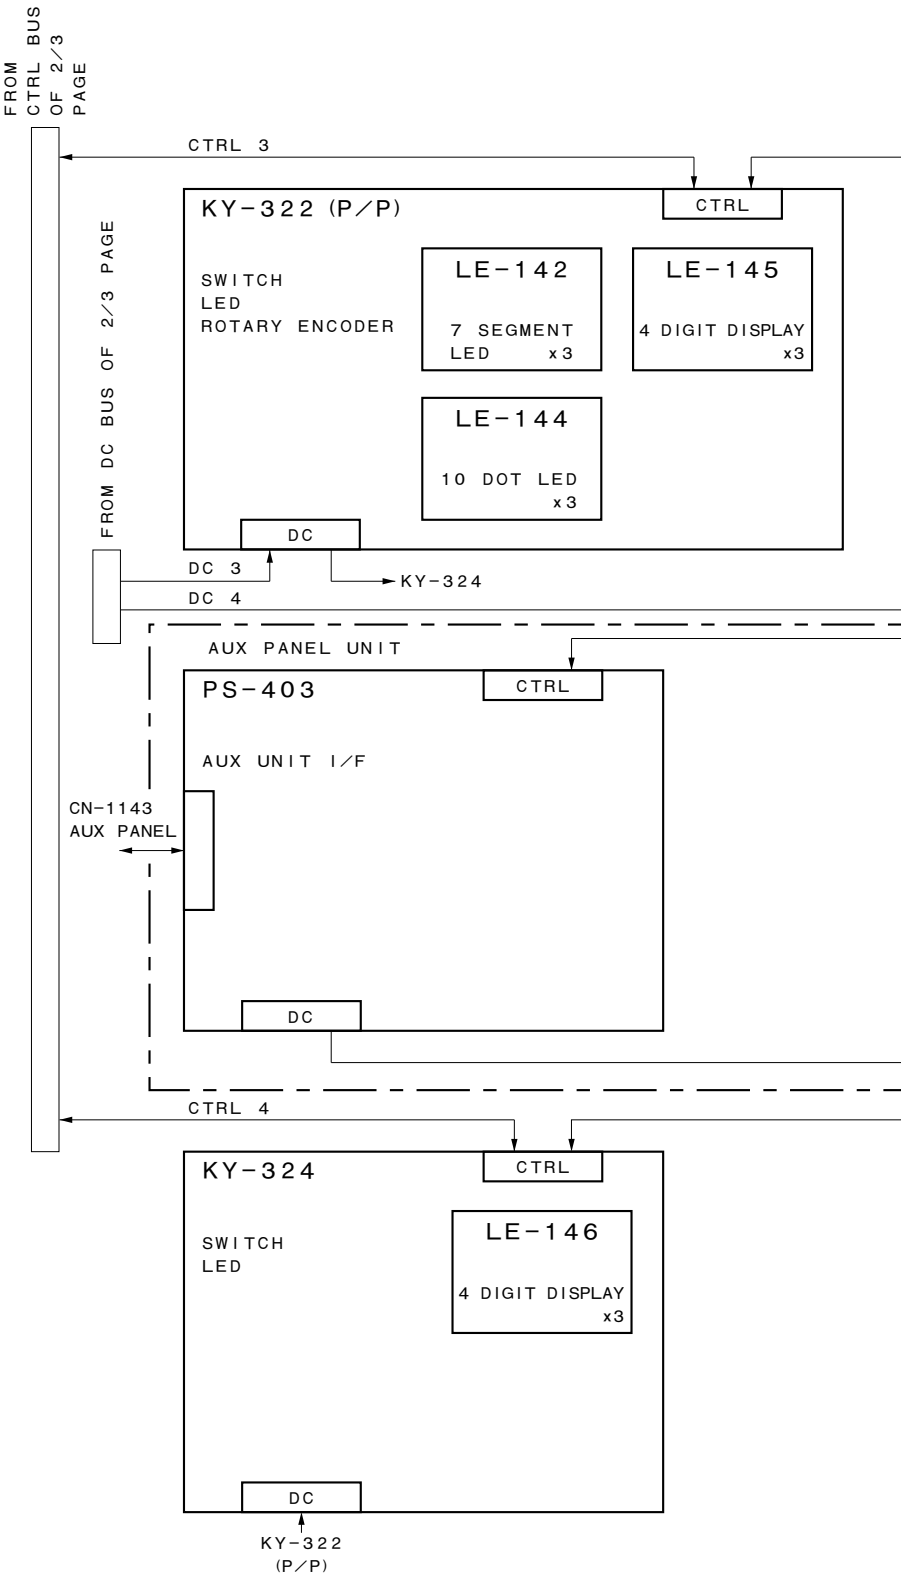 FROM
CTRL BUS
OF 2/3
PAGE
CTRL 3
KY-322 (P/P)
CTRL
SWITCH
LED
ROTARY ENCODER
LE-142
7 SEGMENT
LED x3
LE-145
4 DIGIT DISPLAY
x3
LE-144
10 DOT LED
x3
FROM DC BUS OF 2/3 PAGE
DC
DC 3
KY-324
DC 4
AUX PANEL UNIT
PS-403
CTRL
AUX UNIT I/F
CN-1143
AUX PANEL
DC
CTRL 4
KY-324
CTRL
SWITCH
LED
LE-146
4 DIGIT DISPLAY
x3
DC
KY-322
(P/P)